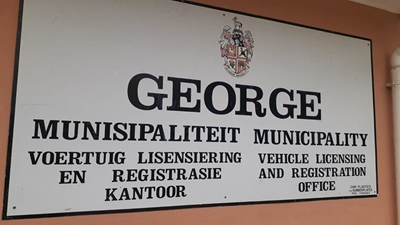 GEORGE
MUNISIPALITEIT MUNICIPALITY
VOERTUIG LISENSIERING
EN REGISTRASIE
KANTOOR
VEHICLE LICENSING
AND REGISTRATION
OFFICE